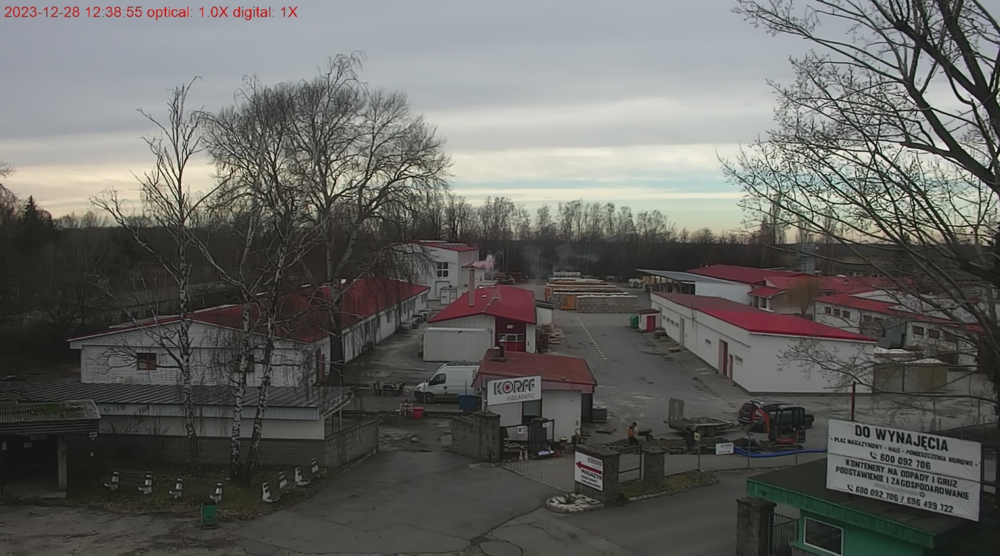 2023-12-28 12:38:55 optical: 1.0X digital: 1X
KORFF
ISOLMATIC
MAGAZYN
DO WYNAJĘCIA
- PLAC MAGAZYNOWY - HALE - POMIESZCZENIA BIUROWE -
600 092 706
KONTENERY NA ODPADY I GRUZ
PODSTAWIENIE I ZAGOSPODAROWANIE
600 092 706 / 696 499 722